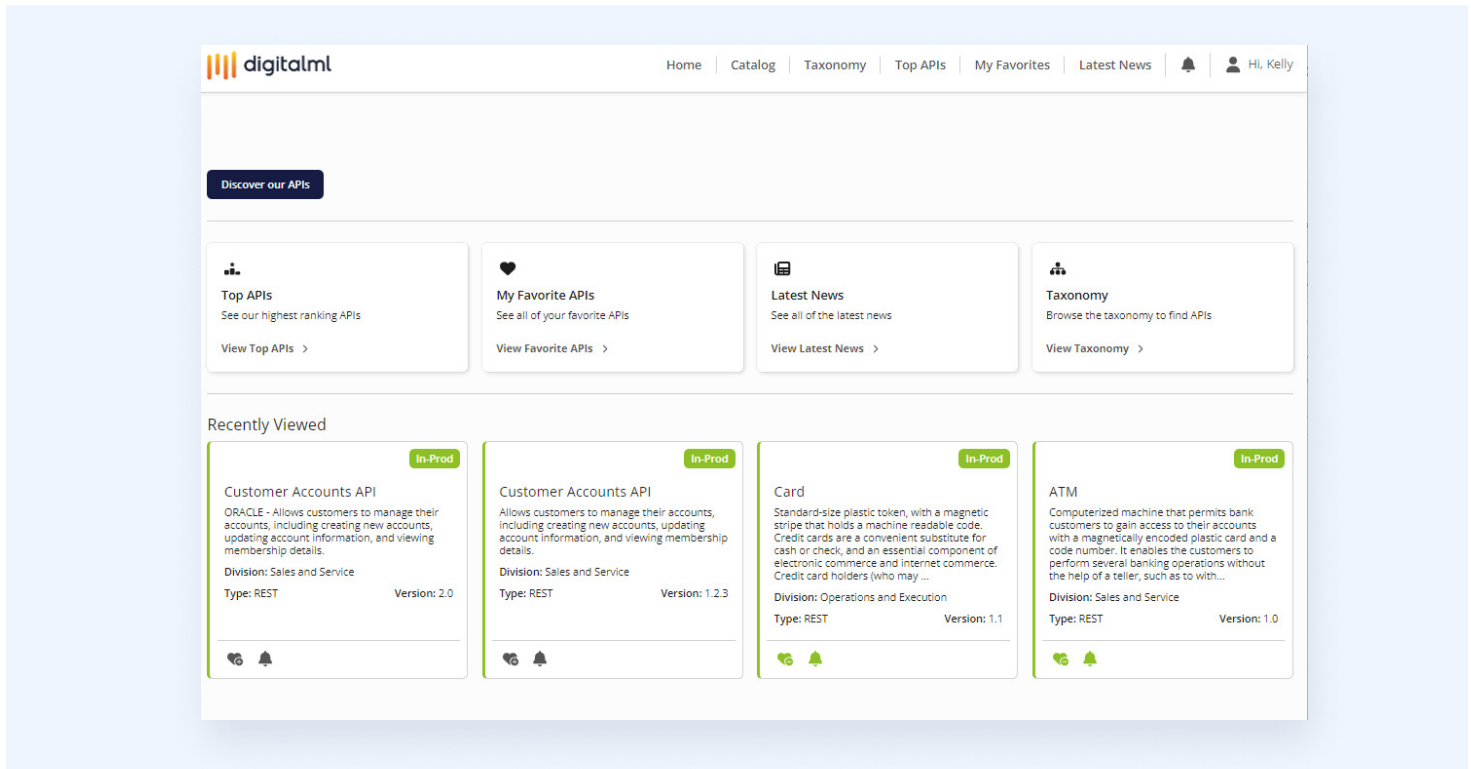 digitalml
Home Catalog Taxonomy Top APIs My Favorites Latest News Hi, Kelly
Discover our APIs
Top APIs
See our highest ranking APIs
View Top APIs >
My Favorite APIs
See all of your favorite APIs
View Favorite APIs >
Latest News
See all of the latest news
View Latest News >
Taxonomy
Browse the taxonomy to find APIs
View Taxonomy >
Recently Viewed
In-Prod
Customer Accounts API
ORACLE - Allows customers to manage their
accounts, including creating new accounts,
updating account information, and viewing
membership details.
Division: Sales and Service
Type: REST Version: 2.0
In-Prod
Customer Accounts API
Allows customers to manage their accounts,
including creating new accounts, updating
account information, and viewing membership
details.
Division: Sales and Service
Type: REST Version: 1.2.3
In-Prod
Card
Standard-size plastic token, with a magnetic
stripe that holds a machine readable code.
Credit cards are a convenient substitute for
cash or check, and an essential component of
electronic commerce and internet commerce.
Credit card holders (who may ...
Division: Operations and Execution
Type: REST Version: 1.1
In-Prod
ATM
Computerized machine that permits bank
customers to gain access to their accounts
with a magnetically encoded plastic card and a
code number. It enables the customers to
perform several banking operations without
the help of a teller, such as to with...
Division: Sales and Service
Type: REST Version: 1.0